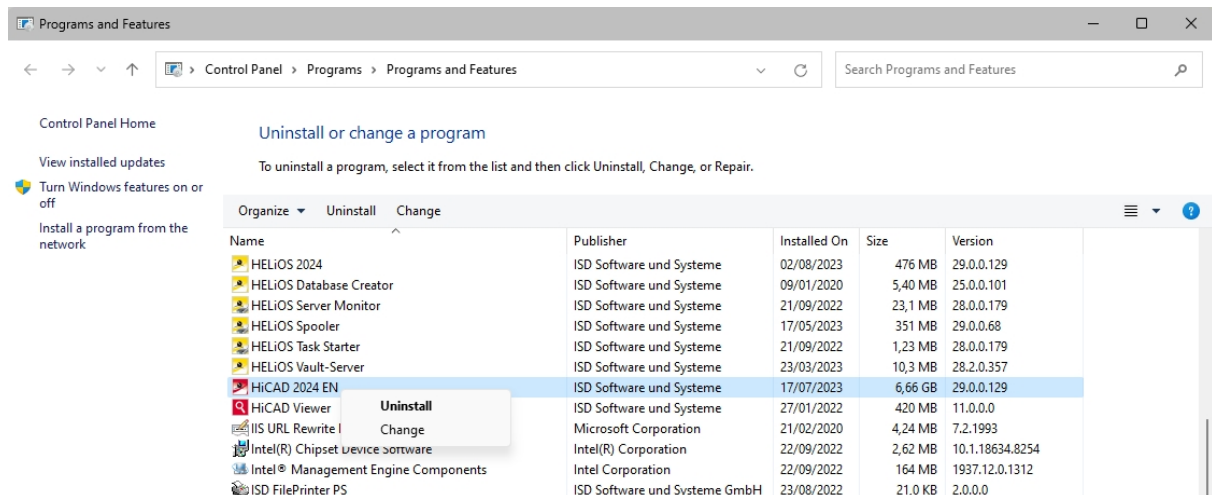 Programs and Features
Control Panel › Programs › Programs and Features
Search Programs and Features
Control Panel Home
View installed updates
Turn Windows features on or
off
Install a program from the
network
Uninstall or change a program
To uninstall a program, select it from the list and then click Uninstall, Change, or Repair.
Organize Uninstall Change
Name Publisher Installed On Size Version
HELiOS 2024 ISD Software und Systeme 02/08/2023 476 MB 29.0.0.129
HELiOS Database Creator ISD Software und Systeme 09/01/2020 5,40 MB 25.0.0.101
HELiOS Server Monitor ISD Software und Systeme 21/09/2022 23,1 MB 28.0.0.179
HELiOS Spooler ISD Software und Systeme 17/05/2023 351 MB 29.0.0.68
HELiOS Task Starter ISD Software und Systeme 21/09/2022 1,23 MB 28.0.0.179
HELiOS Vault-Server ISD Software und Systeme 23/03/2023 10,3 MB 28.2.0.357
HiCAD 2024 EN ISD Software und Systeme 17/07/2023 6,66 GB 29.0.0.129
HiCAD Viewer ISD Software und Systeme 27/01/2022 420 MB 11.0.0.0
IIS URL Rewrite Microsoft Corporation 21/02/2020 4,24 MB 7.2.1993
Intel(R) Chipset Device Software Intel(R) Corporation 22/09/2022 2,62 MB 10.1.18634.8254
Intel® Management Engine Components Intel Corporation 22/09/2022 164 MB 1937.12.0.1312
ISD FilePrinter PS ISD Software und Systeme GmbH 23/08/2022 21.0 KB 2.0.0.0
Uninstall
Change